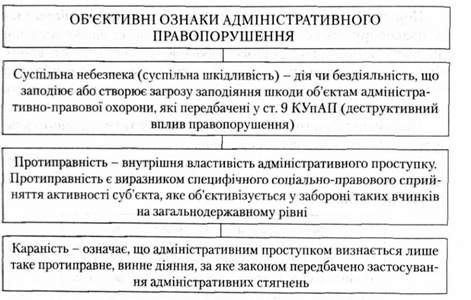 ОБ'ЄКТИВНІ ОЗНАКИ АДМІНІСТРАТИВНОГО
ПРАВОПОРУШЕННЯ
Суспільна небезпека (суспільна шкідливість) – дія чи бездіяльність, що
заподіює або створює загрозу заподіяння шкоди об'єктам адміністра-
тивно-правової охорони, які передбачені у ст. 9 КУпАП (деструктивний
вплив правопорушення)
Протиправність – внутрішня властивість адміністративного проступку.
Протиправність є виразником специфічного соціально-правового сприй-
няття активності суб'єкта, яке об'єктивізується у забороні таких вчинків
на загальнодержавному рівні
Караність – означає, що адміністративним проступком визнається лише
таке протиправне, винне діяння, за яке законом передбачено застосуван-
ня адміністративних стягнень